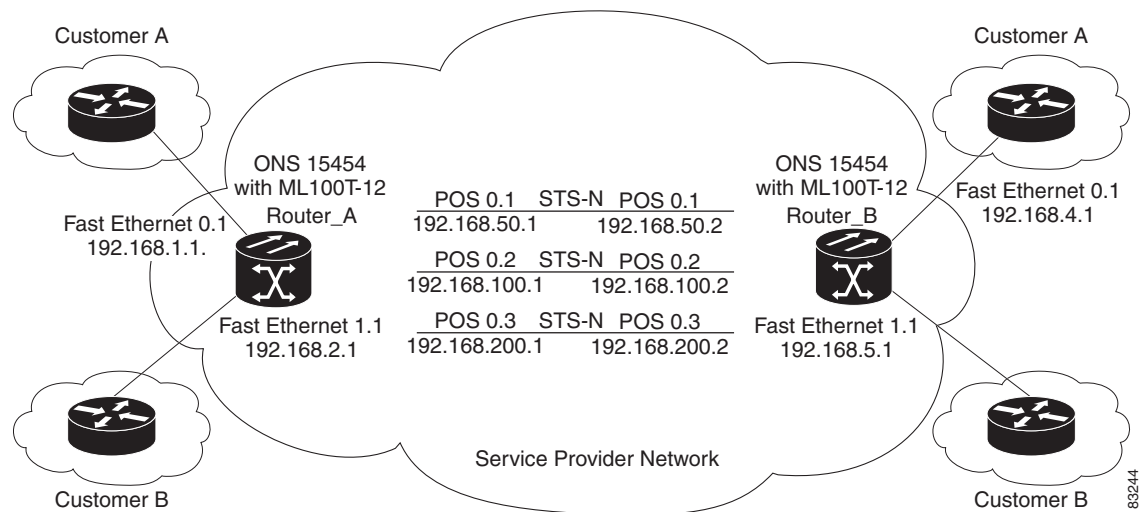 Customer A
Customer A
ONS 15454
with ML100T-12
Router_A
ONS 15454
with ML100T-12
Router_B
Fast Ethernet 0.1
192.168.1.1.
Fast Ethernet 0.1
192.168.4.1
POS 0.1 STS-N POS 0.1
192.168.50.1 192.168.50.2
POS 0.2 STS-N POS 0.2
192.168.100.1 192.168.100.2
POS 0.3 STS-N POS 0.3
192.168.200.1 192.168.200.2
Fast Ethernet 1.1
192.168.2.1
Fast Ethernet 1.1
192.168.5.1
Service Provider Network
Customer B
Customer B
83244